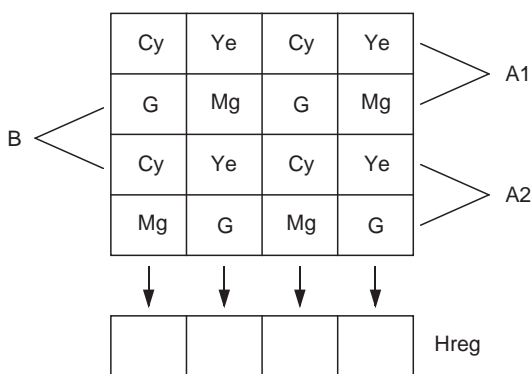 Cy Ye Cy Ye
A1
G Mg G Mg
B
Cy Ye Cy Ye
A2
Mg G Mg G
Hreg